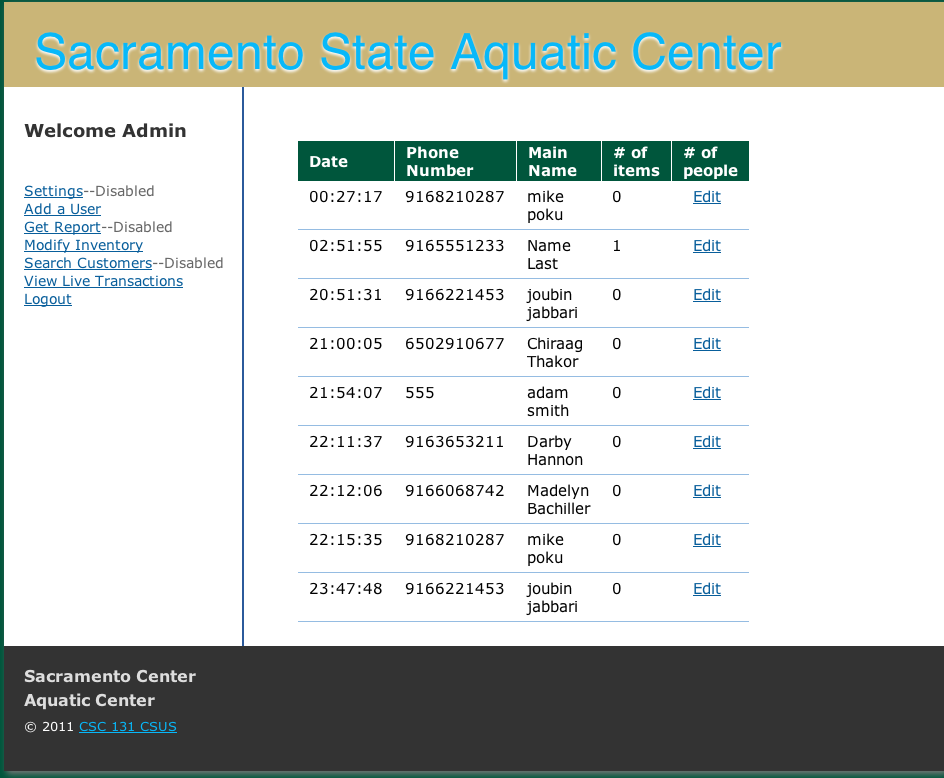 Sacramento State Aquatic Center
Welcome Admin
Settings--Disabled
Add a User
Get Report--Disabled
Modify Inventory
Search Customers--Disabled
View Live Transactions
Logout
Date Phone Number Main Name # of items # of people
00:27:17 9168210287 mike poku 0 Edit
02:51:55 9165551233 Name Last 1 Edit
20:51:31 9166221453 joubin jabbari 0 Edit
21:00:05 6502910677 Chiraag Thakor 0 Edit
21:54:07 555 adam smith 0 Edit
22:11:37 9163653211 Darby Hannon 0 Edit
22:12:06 9166068742 Madelyn Bachiller 0 Edit
22:15:35 9168210287 mike poku 0 Edit
23:47:48 9166221453 joubin jabbari 0 Edit
Sacramento Center
Aquatic Center
© 2011 CSC 131 CSUS